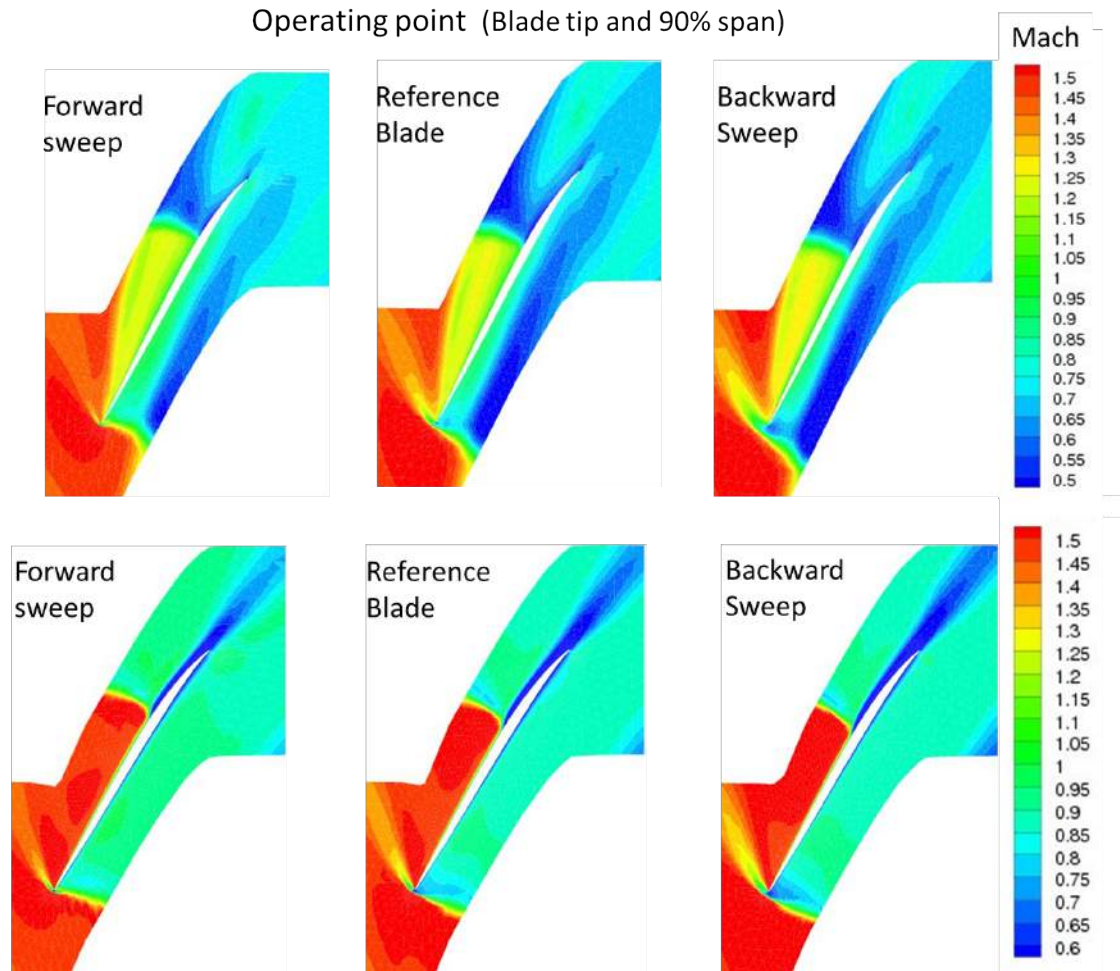 Operating point (Blade tip and 90% span)
Mach
Forward
sweep
Reference
Blade
Backward
Sweep
1.5
1.45
1.4
1.35
1.3
1.25
1.2
1.15
1.1
1.05
1
0.95
0.9
0.85
0.8
0.75
0.7
0.65
0.6
0.55
0.5
Forward
sweep
Reference
Blade
Backward
Sweep
1.5
1.45
1.4
1.35
1.3
1.25
1.2
1.15
1.1
1.05
1
0.95
0.9
0.85
0.8
0.75
0.7
0.65
0.6